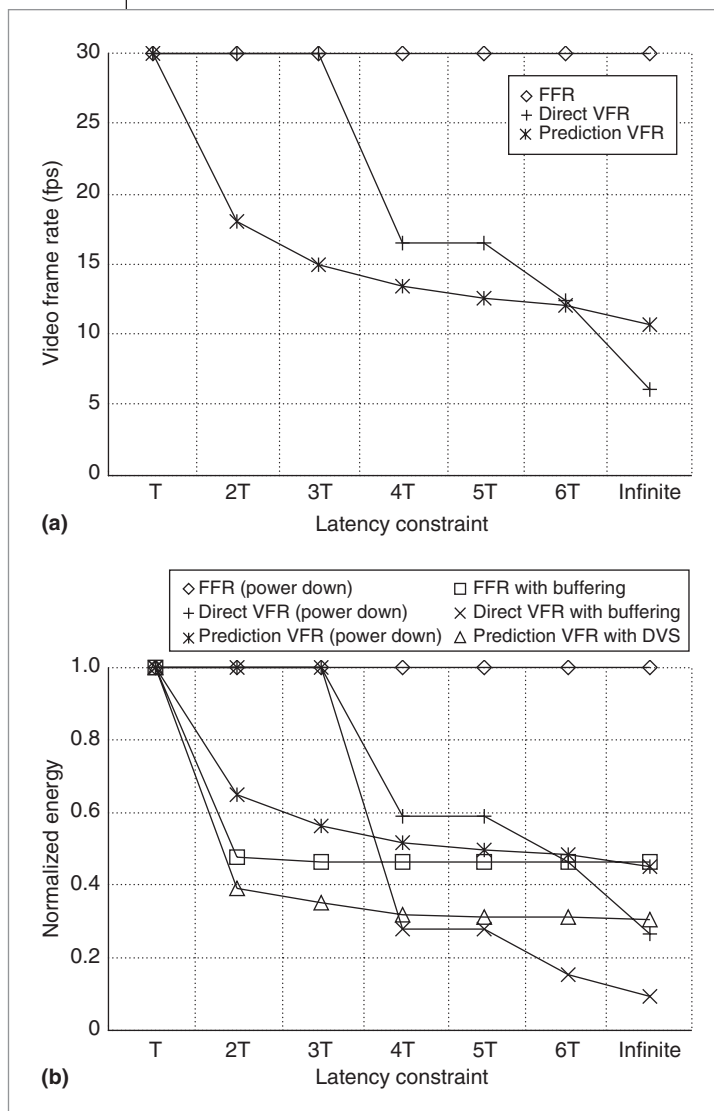 30
25
20
15
10
5
0
Video frame rate (fps)
FFR
Direct VFR
Prediction VFR
T 2T 3T 4T 5T 6T Infinite
(a)
Latency constraint
FFR (power down) FFR with buffering
Direct VFR (power down) Direct VFR with buffering
Prediction VFR (power down) Prediction VFR with DVS
1.0
0.8
0.6
0.4
0.2
0
Normalized energy
T 2T 3T 4T 5T 6T Infinite
(b)
Latency constraint